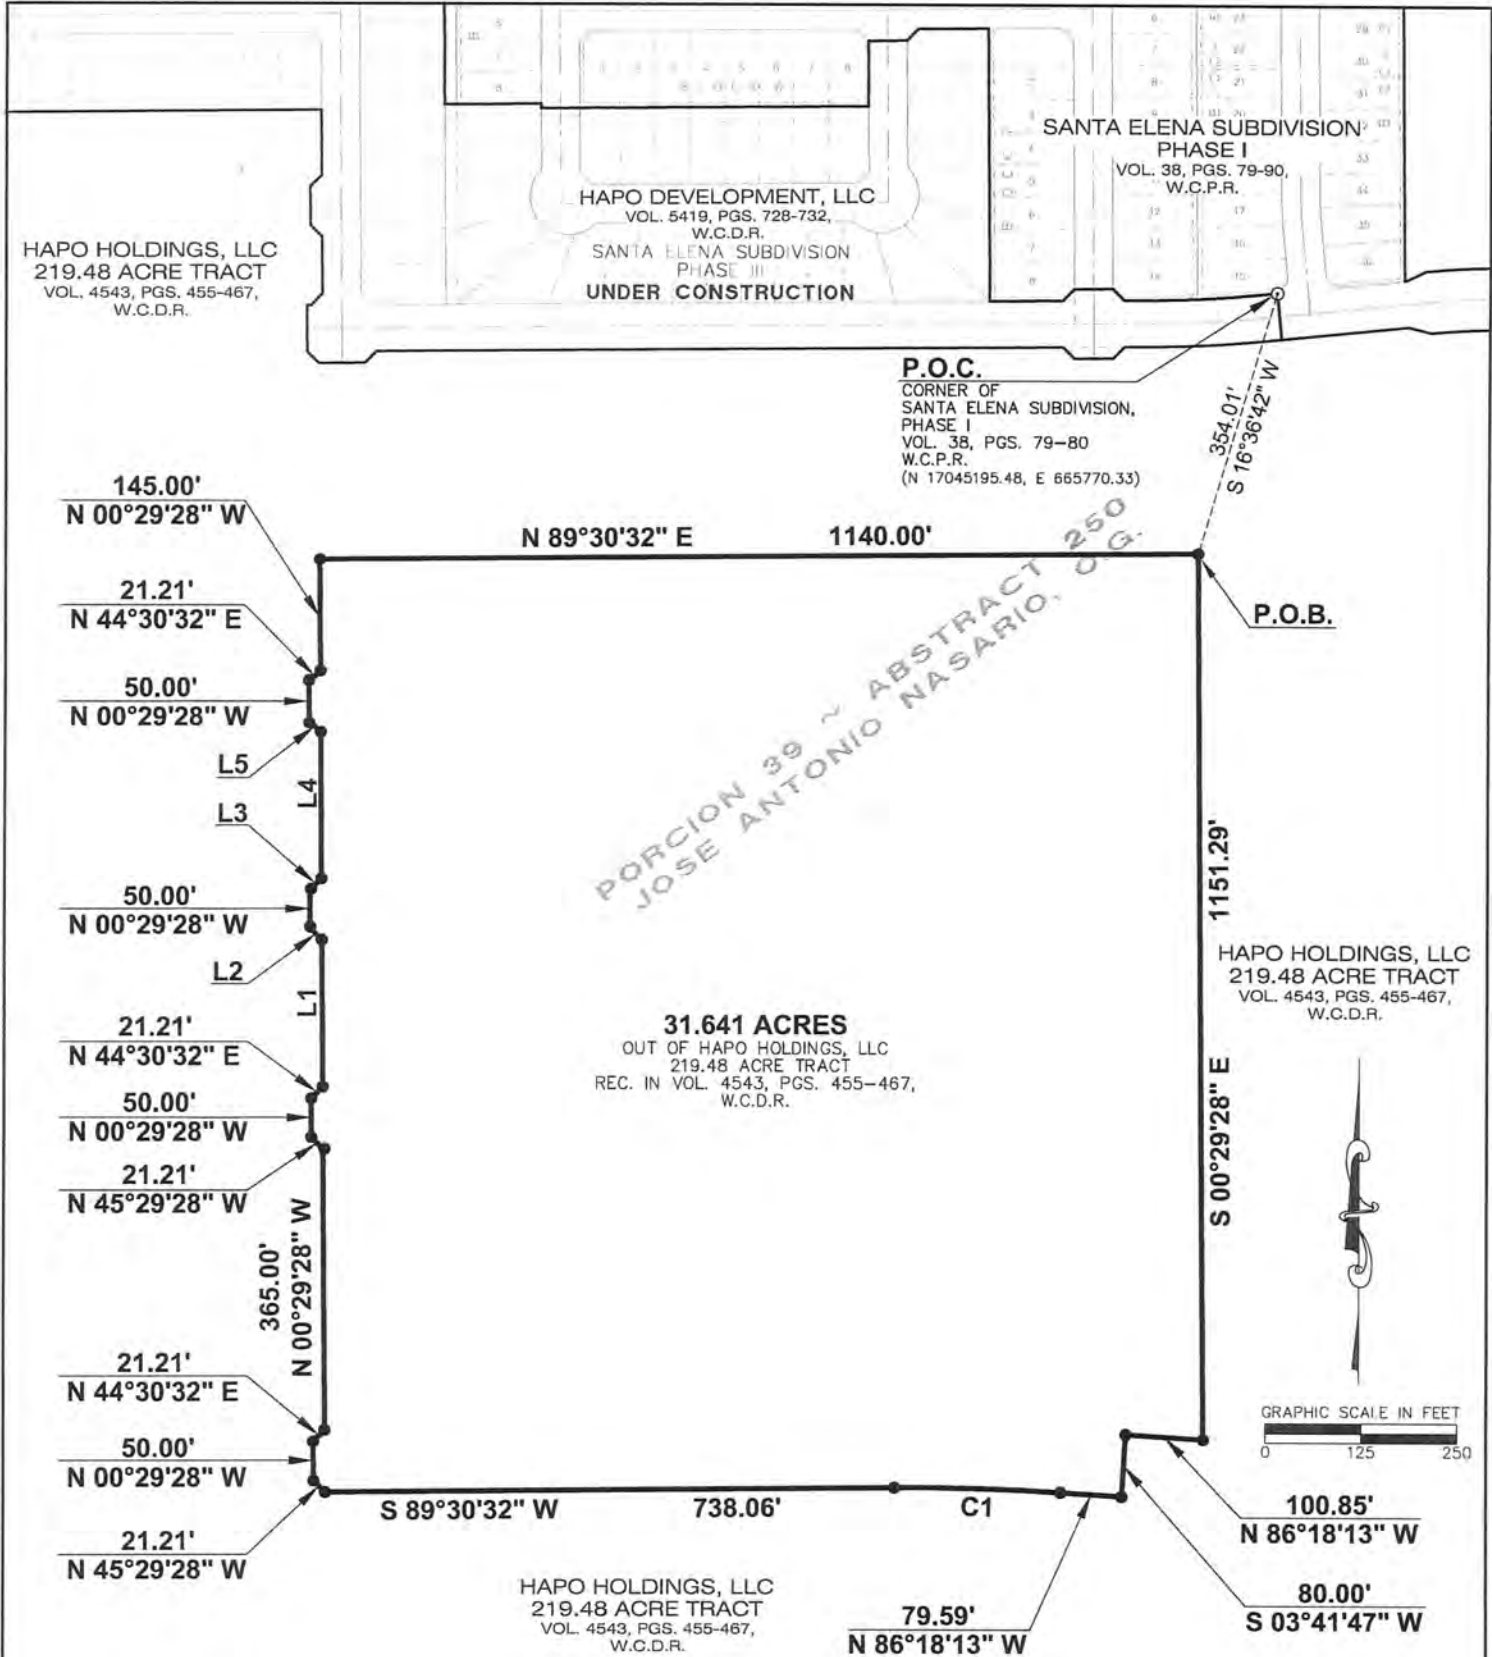 SANTA ELENA SUBDIVISION
PHASE I
VOL. 38, PGS. 79-90,
W.C.P.R.
HAPO DEVELOPMENT, LLC
VOL. 5419, PGS. 728-732,
W.C.D.R.
SANTA ELENA SUBDIVISION
PHASE III
UNDER CONSTRUCTION
HAPO HOLDINGS, LLC
219.48 ACRE TRACT
VOL. 4543, PGS. 455-467,
W.C.D.R.
P.O.C.
CORNER OF
SANTA ELENA SUBDIVISION,
PHASE I
VOL. 38, PGS. 79-80
W.C.P.R.
(N 17045195.48, E 665770.33)
354.01'
S 16°36'42" W
145.00'
N 00°29'28" W
N 89°30'32" E 1140.00'
P.O.B.
21.21'
N 44°30'32" E
50.00'
N 00°29'28" W
L5
L4
L3
PORCION 39 ~ ABSTRACT 250
JOSE ANTONIO NASARIO, O.G.
1151.29'
S 00°29'28" E
50.00'
N 00°29'28" W
L2
L1
HAPO HOLDINGS, LLC
219.48 ACRE TRACT
VOL. 4543, PGS. 455-467,
W.C.D.R.
31.641 ACRES
OUT OF HAPO HOLDINGS, LLC
219.48 ACRE TRACT
REC. IN VOL. 4543, PGS. 455-467,
W.C.D.R.
21.21'
N 44°30'32" E
50.00'
N 00°29'28" W
21.21'
N 45°29'28" W
365.00'
N 00°29'28" W
21.21'
N 44°30'32" E
50.00'
N 00°29'28" W
21.21'
N 45°29'28" W
GRAPHIC SCALE IN FEET
0 125 250
S 89°30'32" W 738.06' C1
100.85'
N 86°18'13" W
80.00'
S 03°41'47" W
79.59'
N 86°18'13" W
HAPO HOLDINGS, LLC
219.48 ACRE TRACT
VOL. 4543, PGS. 455-467,
W.C.D.R.